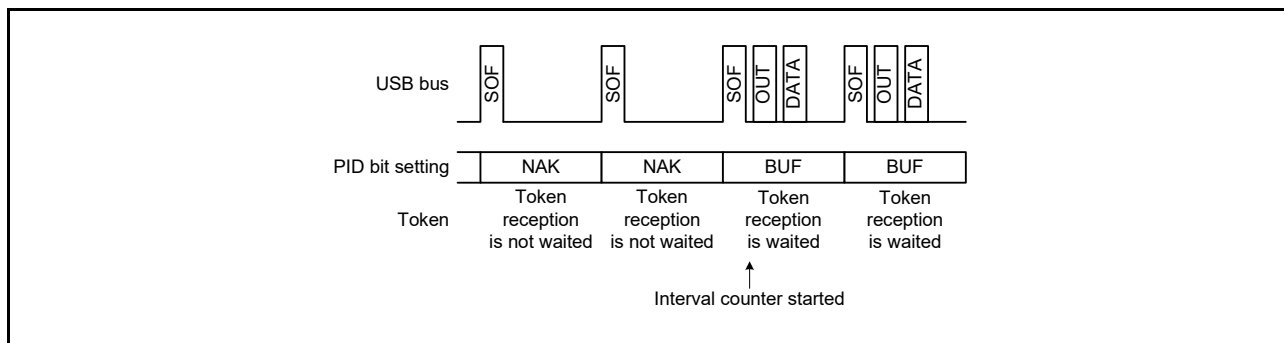 USB bus
SOF
SOF
SOF
OUT
DATA
SOF
OUT
DATA
PID bit setting
NAK
NAK
BUF
BUF
Token
Token
reception
is not waited
Token
reception
is not waited
Token
reception
is waited
Token
reception
is waited
Interval counter started